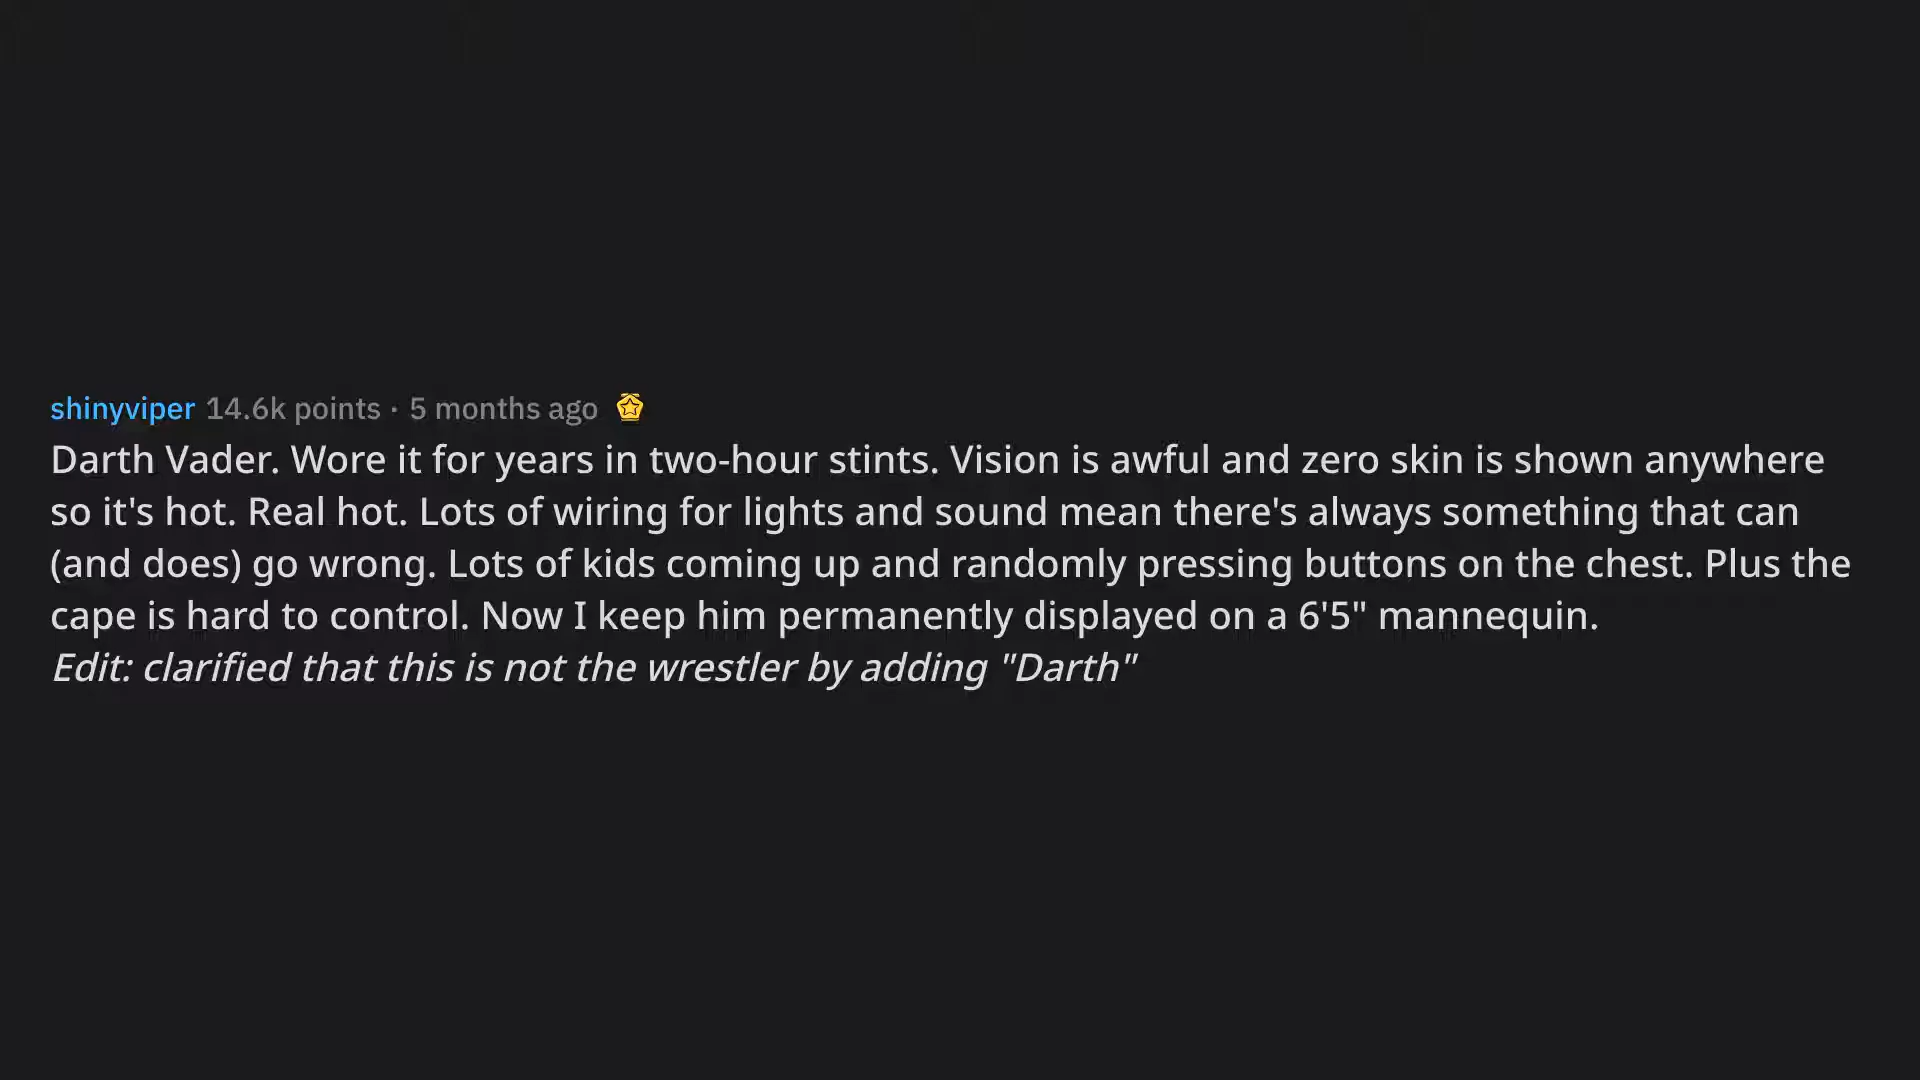 shinyviper 14.6k points · 5 months ago
Darth Vader. Wore it for years in two-hour stints. Vision is awful and zero skin is shown anywhere
so it's hot. Real hot. Lots of wiring for lights and sound mean there's always something that can
(and does) go wrong. Lots of kids coming up and randomly pressing buttons on the chest. Plus the
cape is hard to control. Now I keep him permanently displayed on a 6'5" mannequin.
Edit: clarified that this is not the wrestler by adding "Darth"